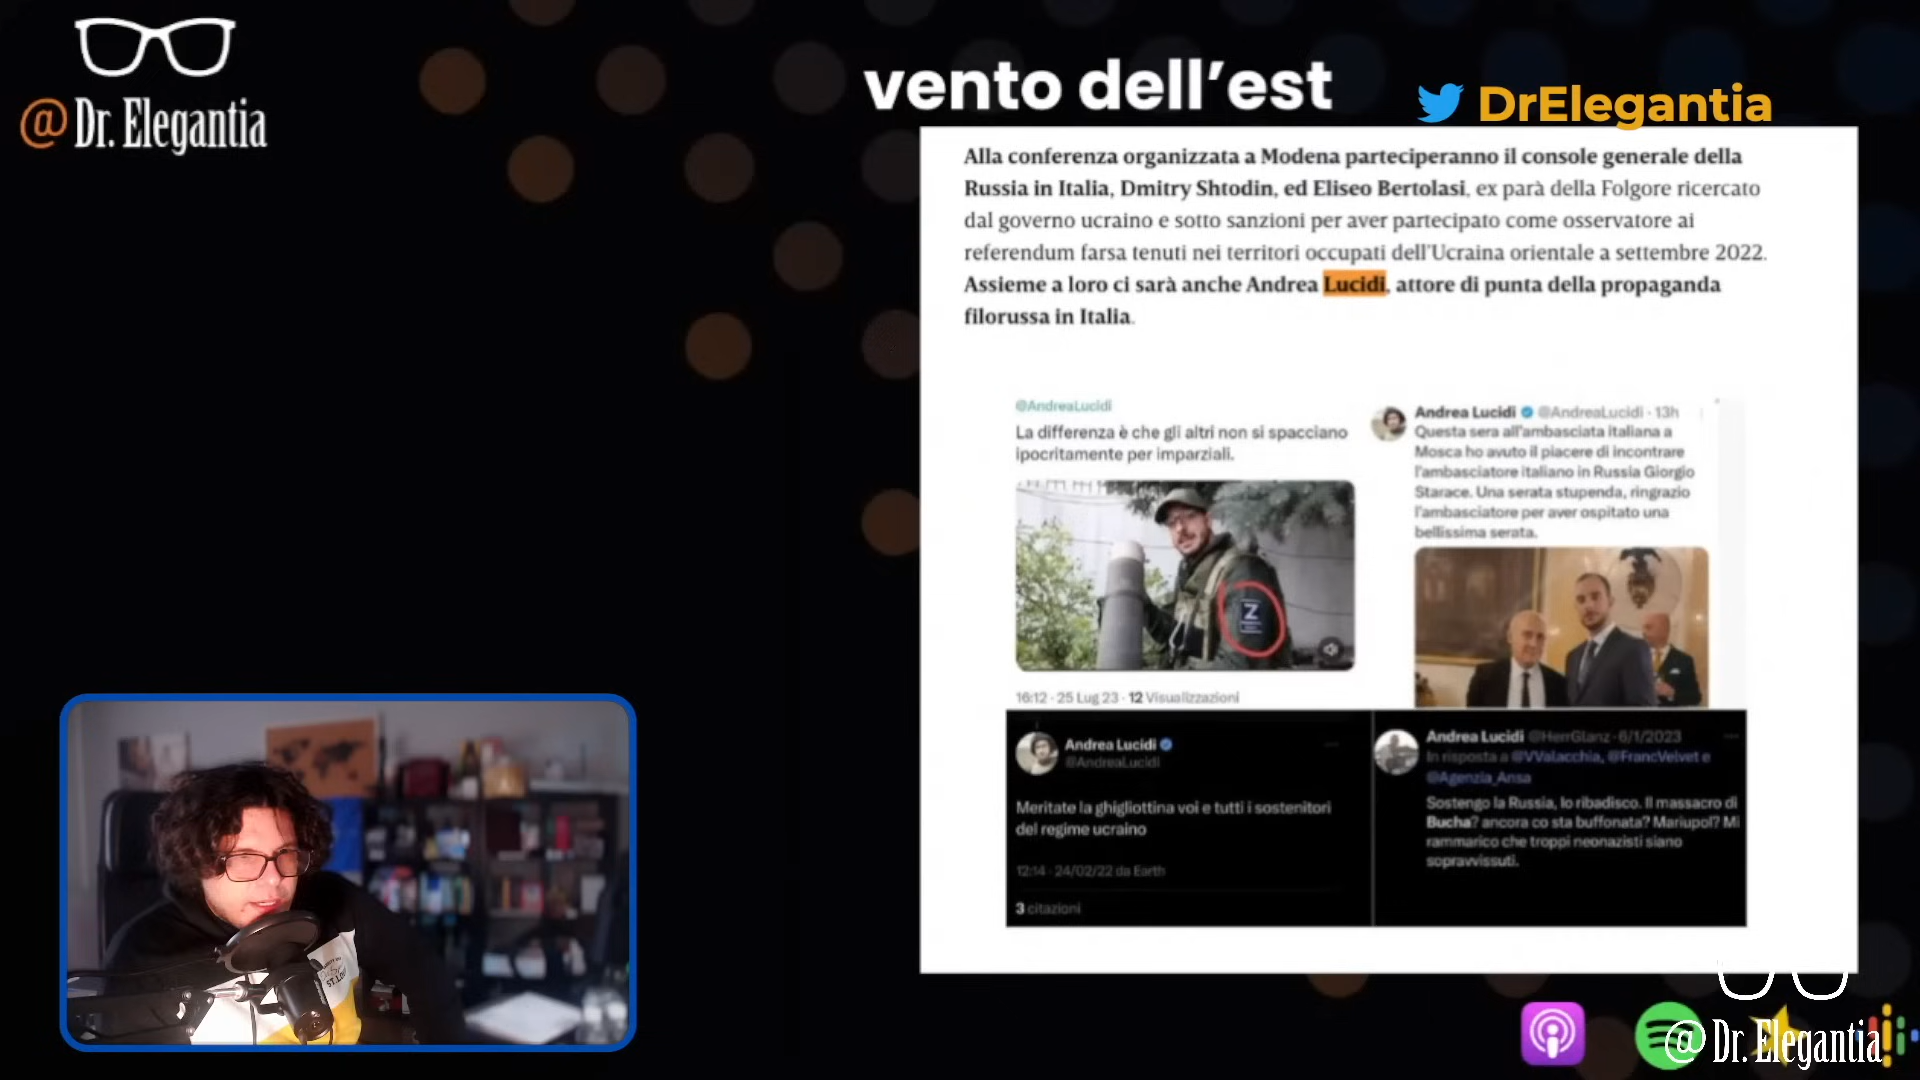 @ Dr. Elegantia
vento dell'est
DrElegantia
Alla conferenza organizzata a Modena parteciperanno il console generale della
Russia in Italia, Dmitry Shtodin, ed Eliseo Bertolasi, ex parà della Folgore ricercato
dal governo ucraino e sotto sanzioni per aver partecipato come osservatore ai
referendum farsa tenuti nei territori occupati dell'Ucraina orientale a settembre 2022.
Assieme a loro ci sarà anche Andrea Lucidi, attore di punta della propaganda
filorussa in Italia.
@AndreaLucidi
La differenza è che gli altri non si spacciano
ipocritamente per imparziali.
Z
16:12 · 25 Lug 23 · 12 Visualizzazioni
Andrea Lucidi @AndreaLucidi · 13h
Questa sera all'ambasciata italiana a
Mosca ho avuto il piacere di incontrare
l'ambasciatore italiano in Russia Giorgio
Starace. Una serata stupenda, ringrazio
l'ambasciatore per aver ospitato una
bellissima serata.
Andrea Lucidi
@AndreaLucidi
Meritate la ghigliottina voi e tutti i sostenitori
del regime ucraino
12:14 · 24/02/22 da Earth
3 citazioni
Andrea Lucidi @HerrGlanz · 6/1/2023
In risposta a @VValacchia, @FrancVelvet e
@Agenzia_Ansa
Sostengo la Russia, lo ribadisco. Il massacro di
Bucha? ancora co sta buffonata? Mariupol? Mi
rammarico che troppi neonazisti siano
sopravvissuti.
@ Dr. Elegantia